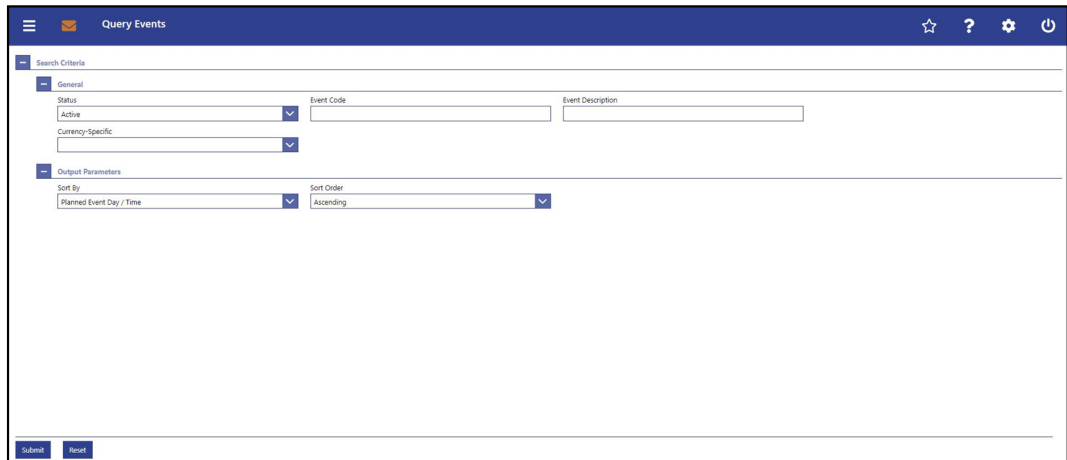 Query Events
Search Criteria
General
Status Event Code Event Description
Active
Currency-Specific
Output Parameters
Sort By Sort Order
Planned Event Day / Time Ascending
Submit Reset